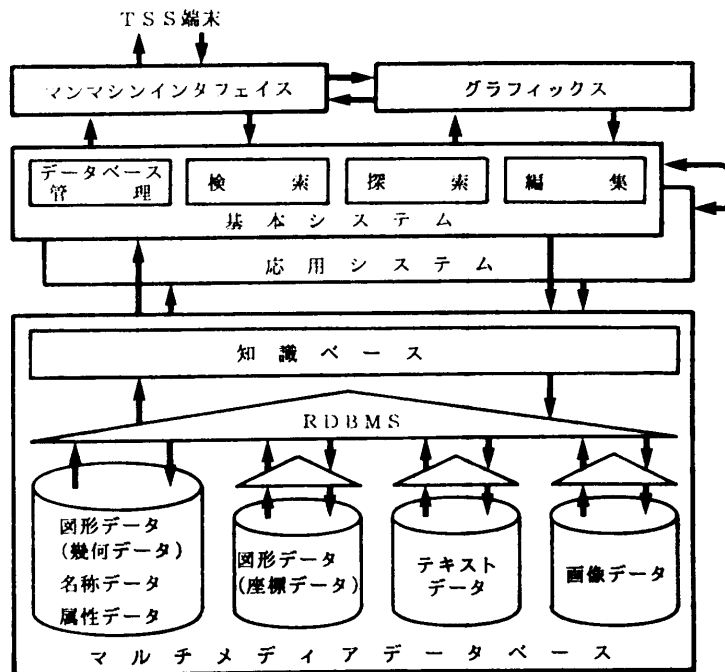 TSS端末
マンマシンインタフェイス
グラフィックス
データベース
管理
検索
探索
編集
基本システム
応用システム
知識ベース
RDBMS
図形データ
(幾何データ)
名称データ
属性データ
図形データ
(座標データ)
テキスト
データ
画像データ
マルチメディアデータベース